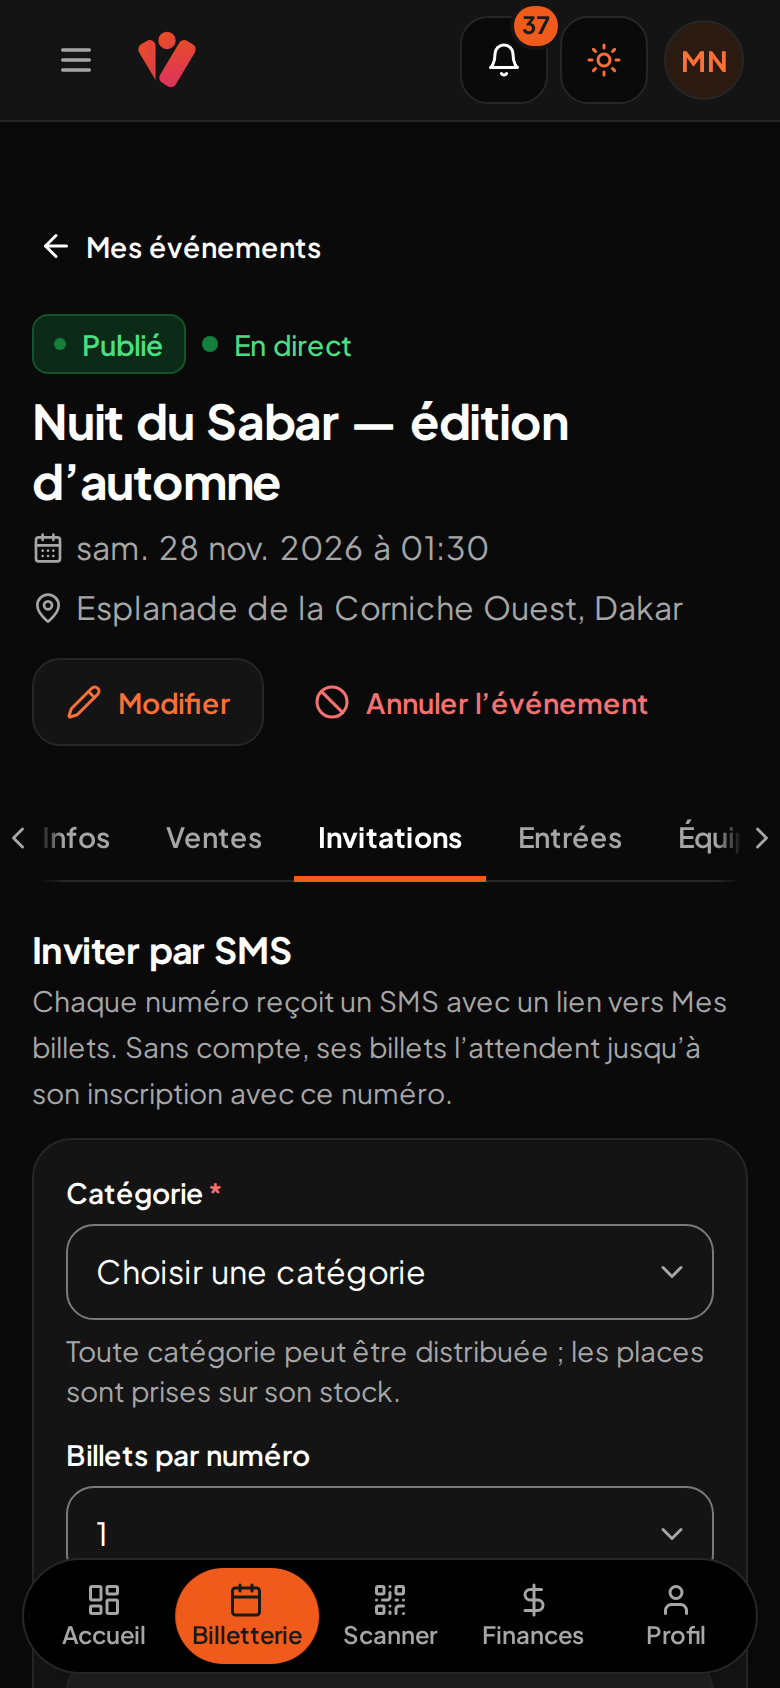 37
MN
Mes événements
Publié
En direct
Nuit du Sabar — édition
d’automne
sam. 28 nov. 2026 à 01:30
Esplanade de la Corniche Ouest, Dakar
Modifier
Annuler l’événement
Infos
Ventes
Invitations
Entrées
Équi
Inviter par SMS
Chaque numéro reçoit un SMS avec un lien vers Mes
billets. Sans compte, ses billets l’attendent jusqu’à
son inscription avec ce numéro.
Catégorie *
Choisir une catégorie
Toute catégorie peut être distribuée ; les places
sont prises sur son stock.
Billets par numéro
1
Accueil
Billetterie
Scanner
Finances
Profil